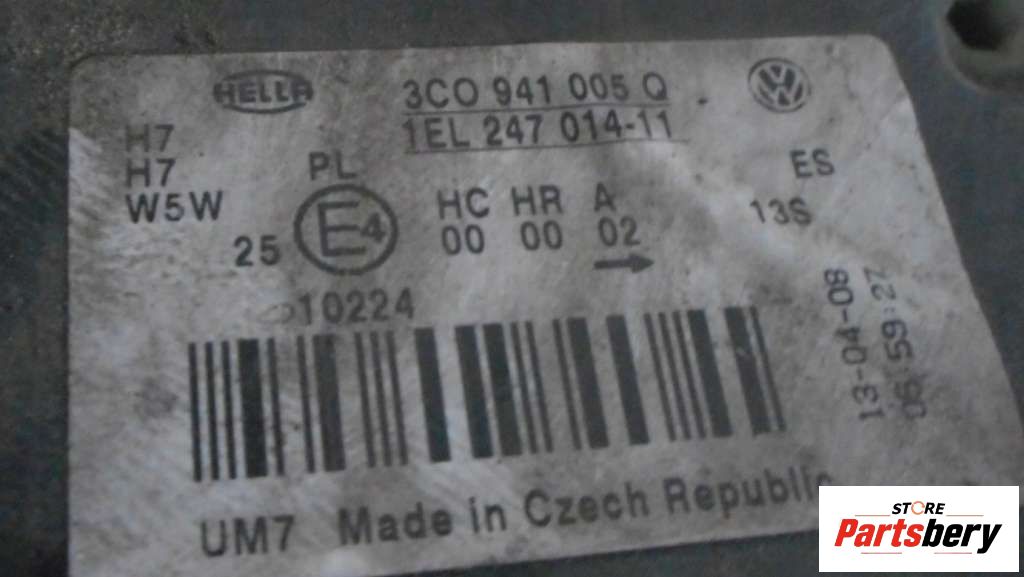 HELLA
3C0 941 005 Q
1EL 247 014-11
H7
H7
W5W
PL
25 E4
HC HR A
00 00 02
ES
13S
10224
13-04-08
06:59:27
UM7 Made in Czech Republic
STORE
Partsbery